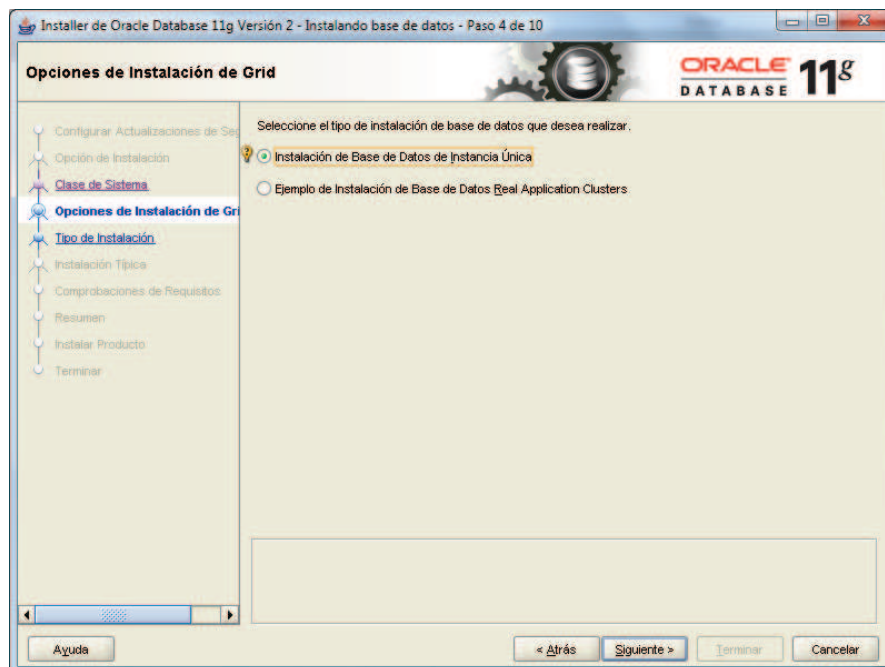 Installer de Oracle Database 11g Versión 2 - Instalando base de datos - Paso 4 de 10
Opciones de Instalación de Grid
ORACLE
DATABASE
11g
Configurar Actualizaciones de Seg
Opción de Instalación
Clase de Sistema
Opciones de Instalación de Gri
Tipo de Instalación
Instalación Típica
Comprobaciones de Requisitos
Resumen
Instalar Producto
Terminar
Seleccione el tipo de instalación de base de datos que desea realizar.
Instalación de Base de Datos de Instancia Única
Ejemplo de Instalación de Base de Datos Real Application Clusters
Ayuda
< Atrás
Siguiente >
Terminar
Cancelar